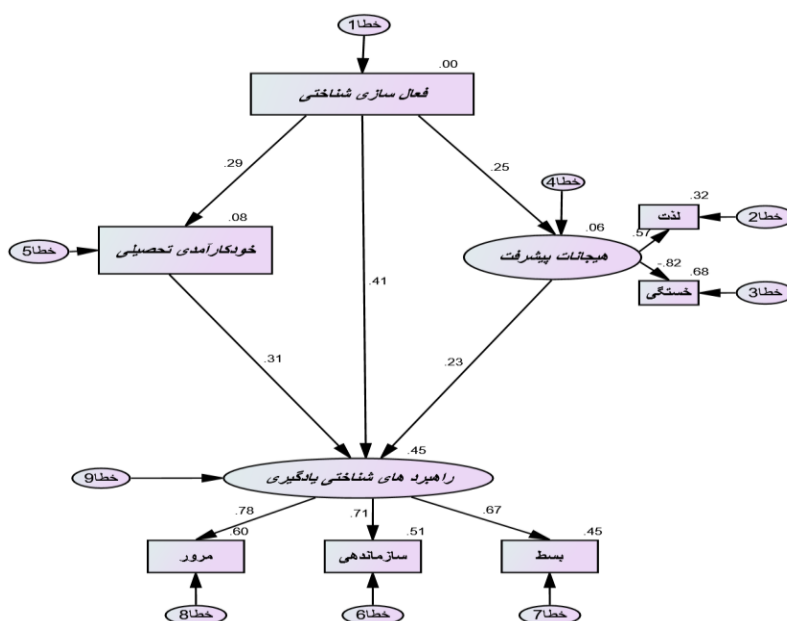 خطا1
.00
فعال سازی شناختی
.29
.25
خطا4
.32
لذت
خطا2
.08
.06
.57
خودکارآمدی تحصیلی
خطا5
هیجانات پیشرفت
-.82
.68
خستگی
خطا3
.41
.31
.23
.45
راهبرد های شناختی یادگیری
خطا9
.78
.71
.67
.60
.51
.45
مرور
سازماندهی
بسط
خطا8
خطا6
خطا7